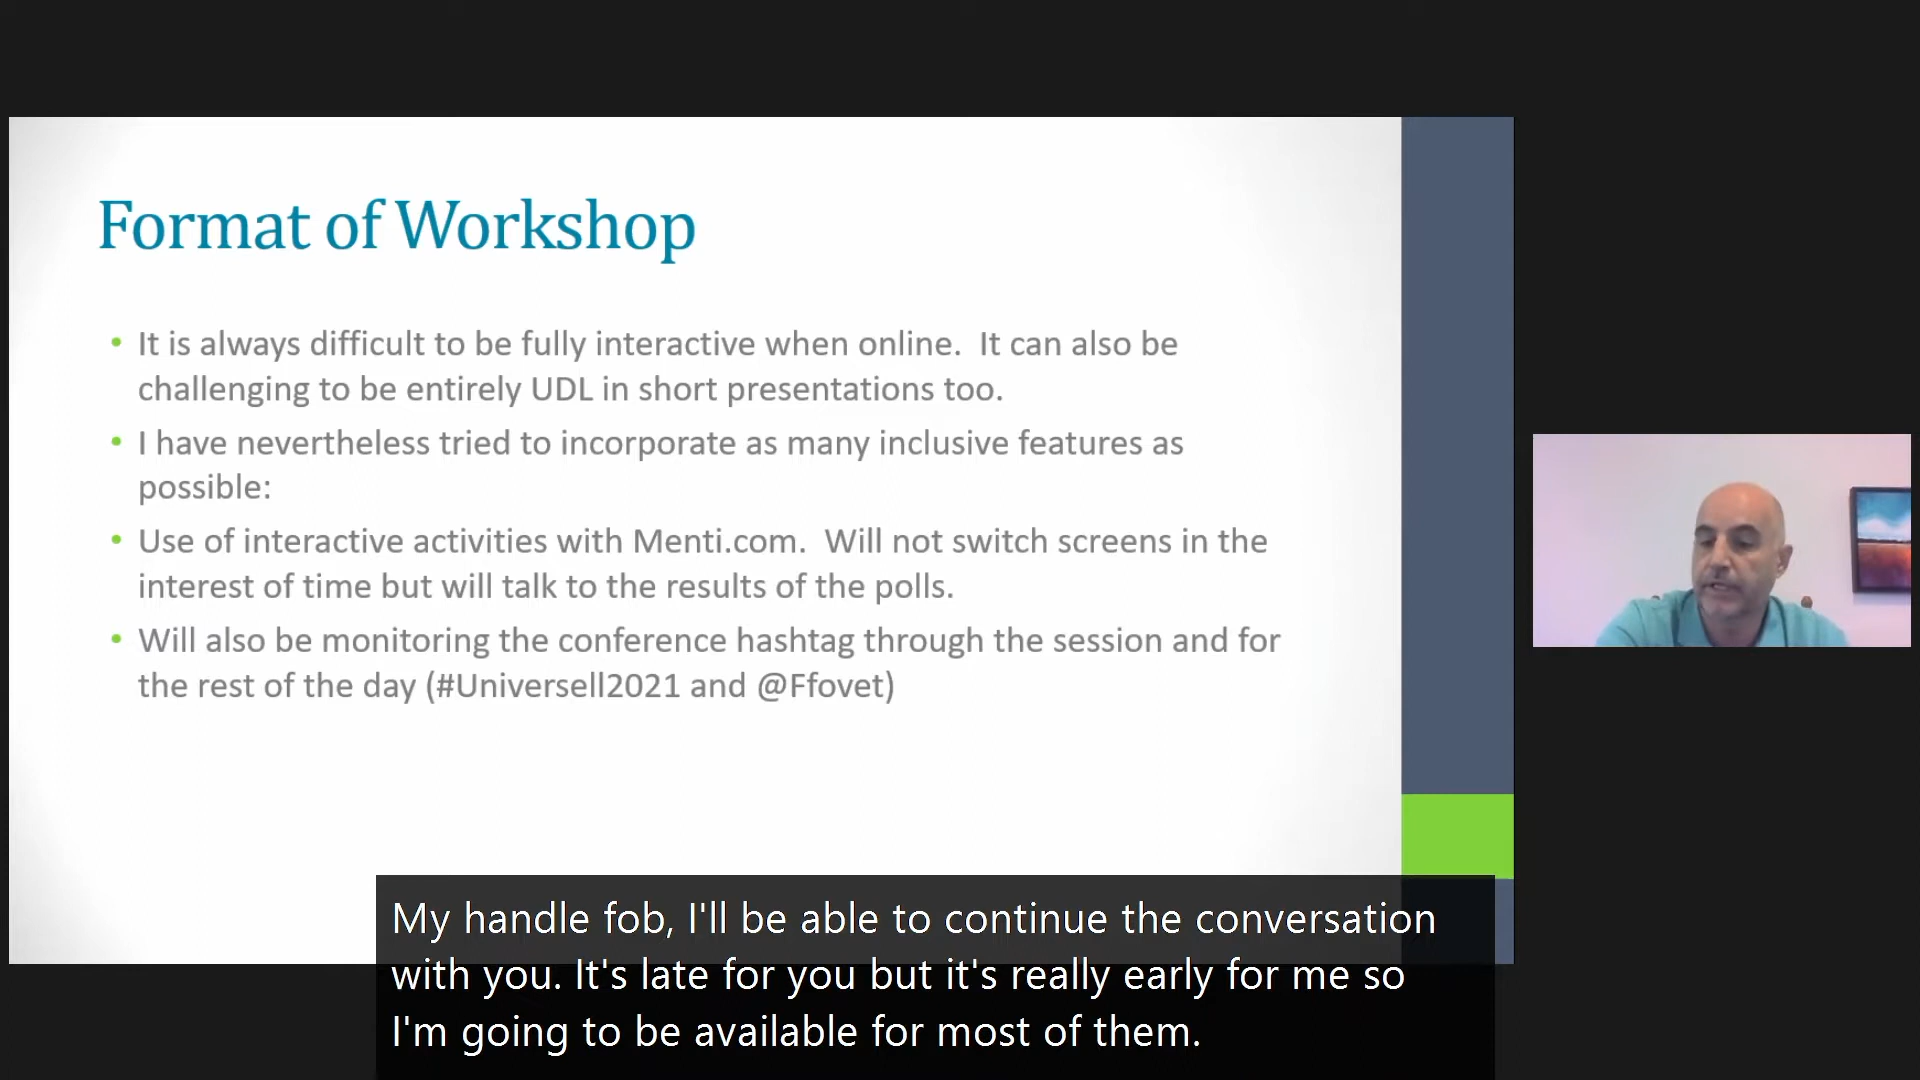 Format of Workshop
• It is always difficult to be fully interactive when online.  It can also be
challenging to be entirely UDL in short presentations too.
• I have nevertheless tried to incorporate as many inclusive features as
possible:
• Use of interactive activities with Menti.com.  Will not switch screens in the
interest of time but will talk to the results of the polls.
• Will also be monitoring the conference hashtag through the session and for
the rest of the day (#Universell2021 and @Ffovet)
My handle fob, I'll be able to continue the conversation
with you. It's late for you but it's really early for me so
I'm going to be available for most of them.